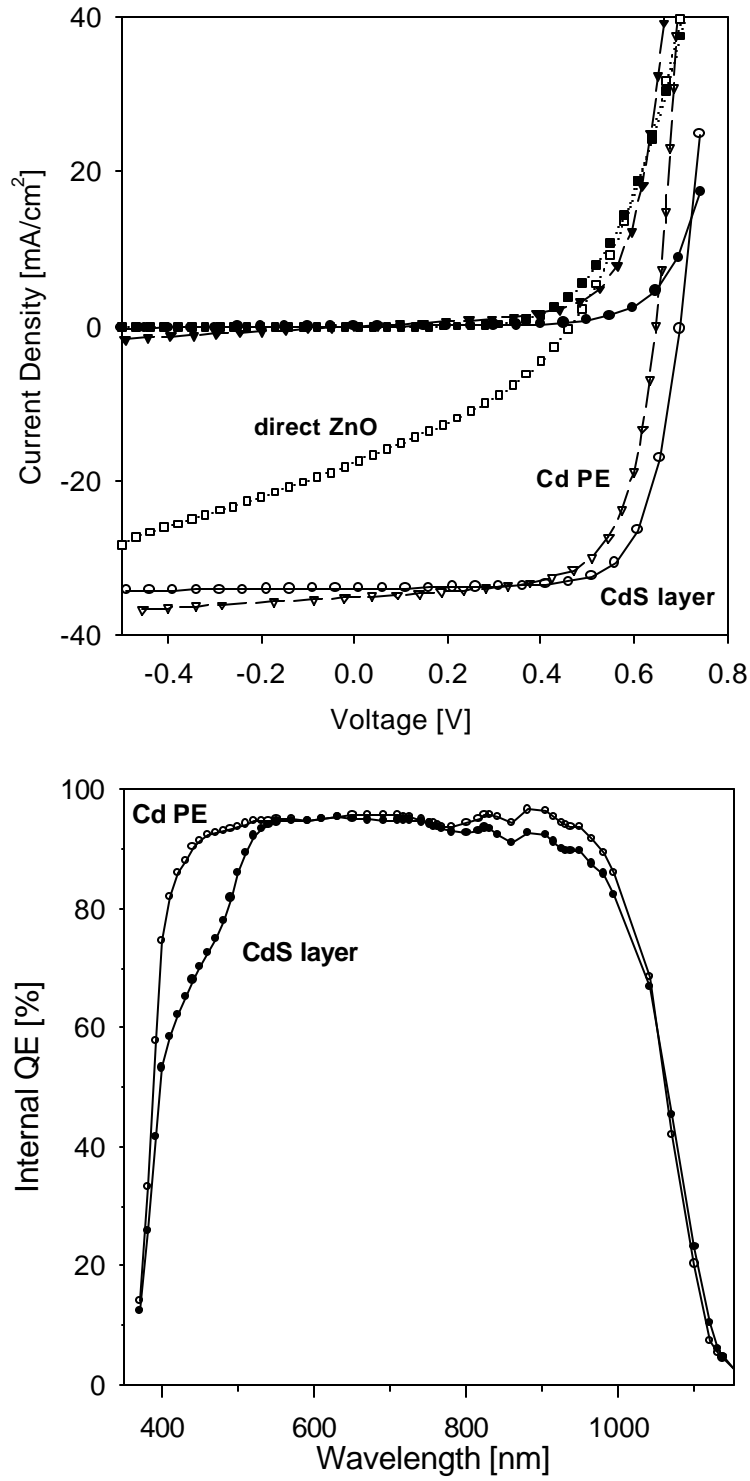 40
20
0
-20
-40
Current Density [mA/cm²]
direct ZnO
Cd PE
CdS layer
-0.4 -0.2 0.0 0.2 0.4 0.6 0.8
Voltage [V]
100
80
60
40
20
0
Internal QE [%]
Cd PE
CdS layer
400 600 800 1000
Wavelength [nm]